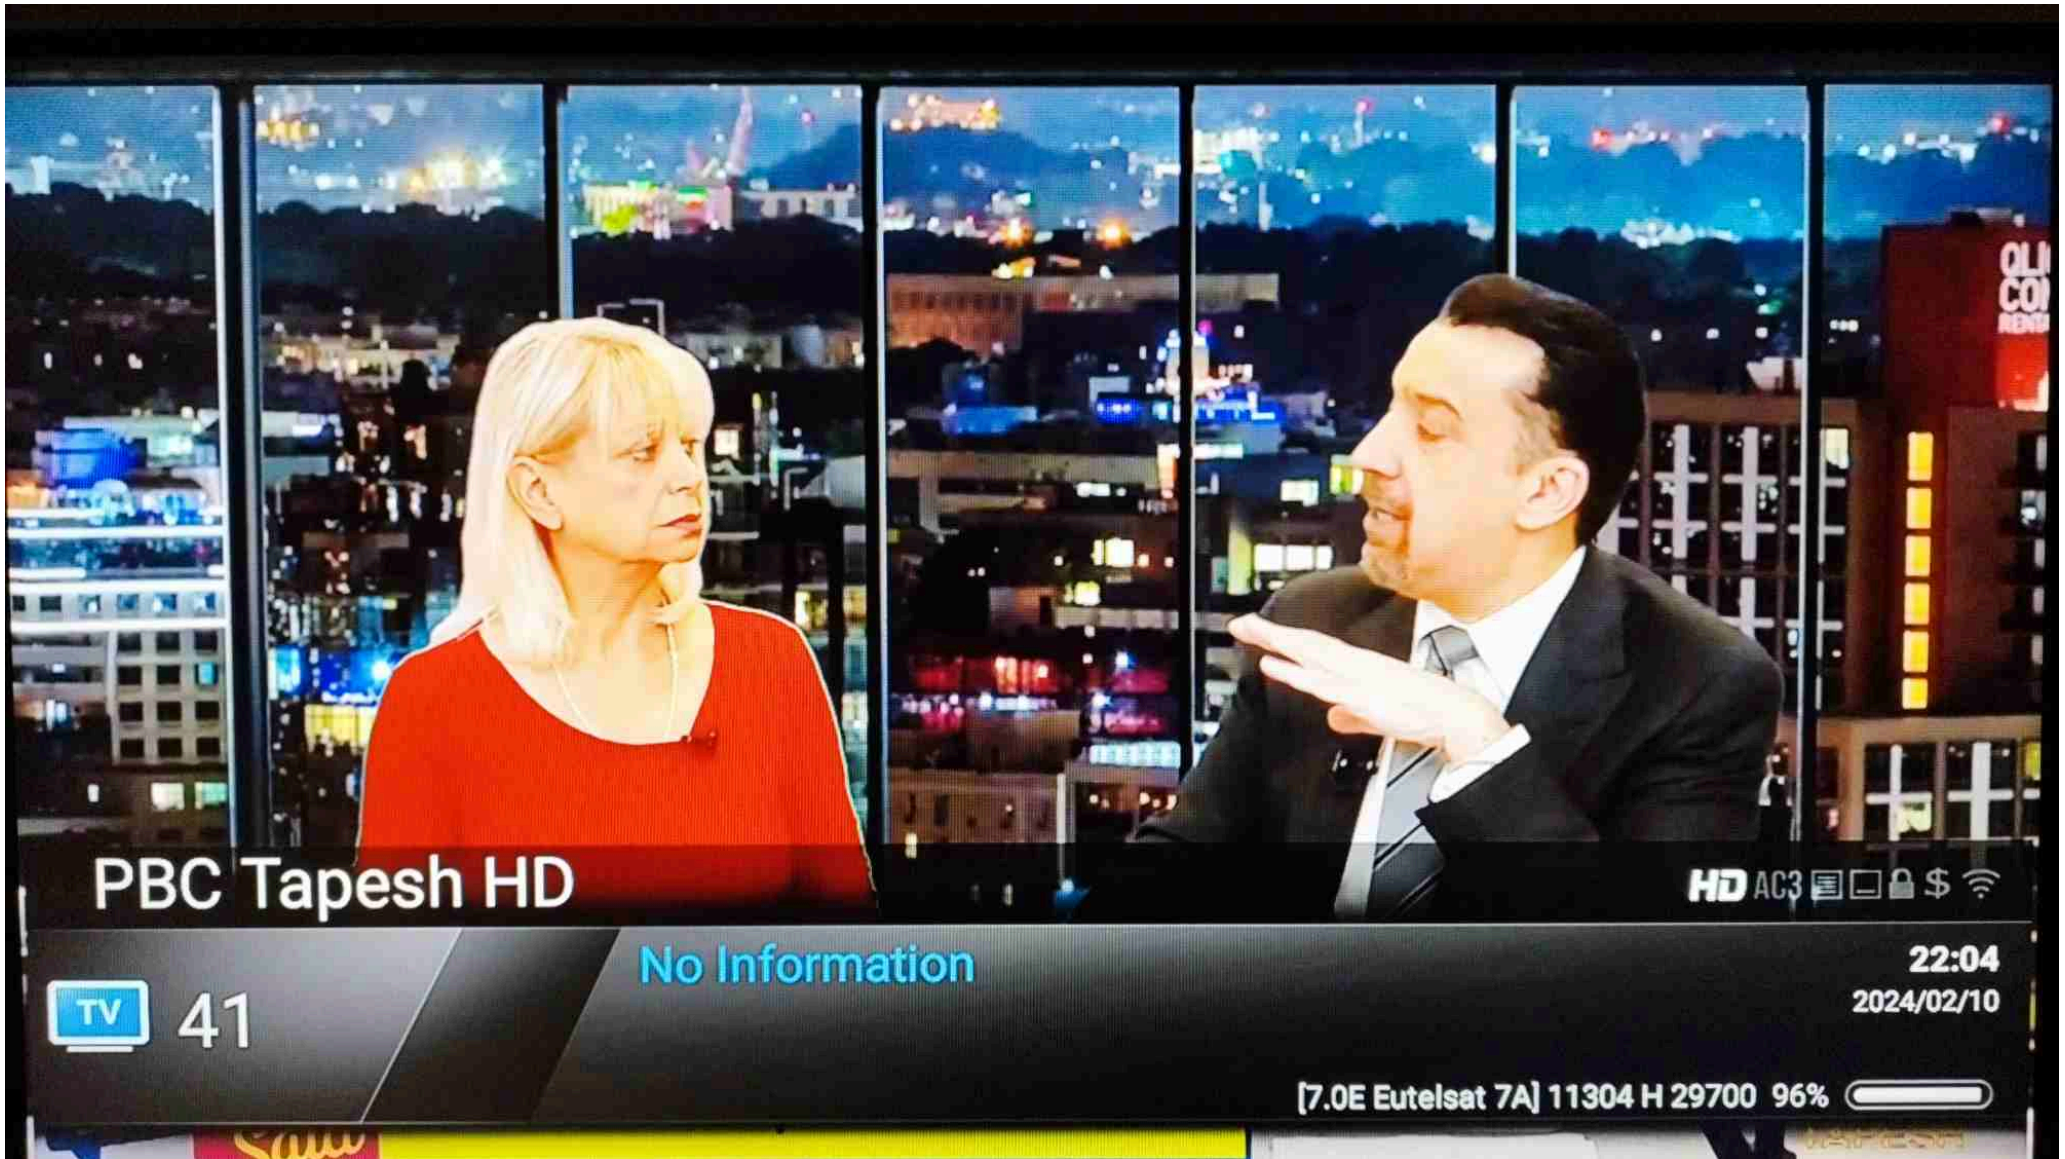 PBC Tapesh HD
HD AC3 $
TV 41
No Information
22:04
2024/02/10
[7.0E Eutelsat 7A] 11304 H 29700 96%
TAPESH